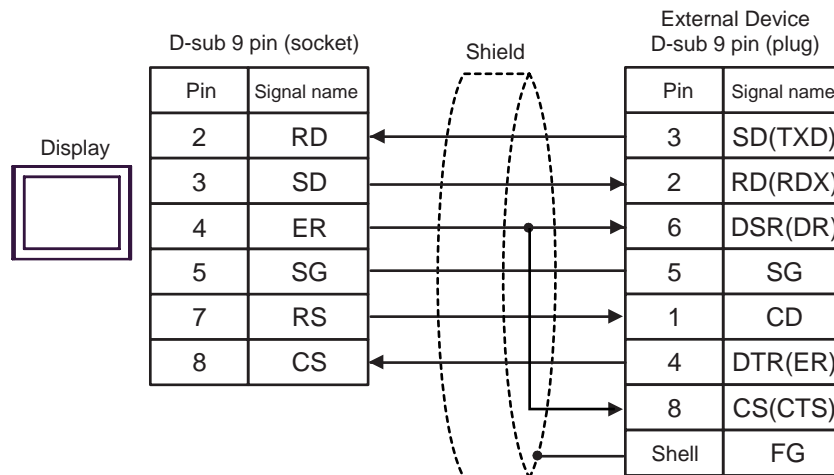 External Device
D-sub 9 pin (socket)
D-sub 9 pin (plug)
Shield
Display
Pin Signal name
2 RD
3 SD
4 ER
5 SG
7 RS
8 CS
Pin Signal name
3 SD(TXD)
2 RD(RDX)
6 DSR(DR)
5 SG
1 CD
4 DTR(ER)
8 CS(CTS)
Shell FG